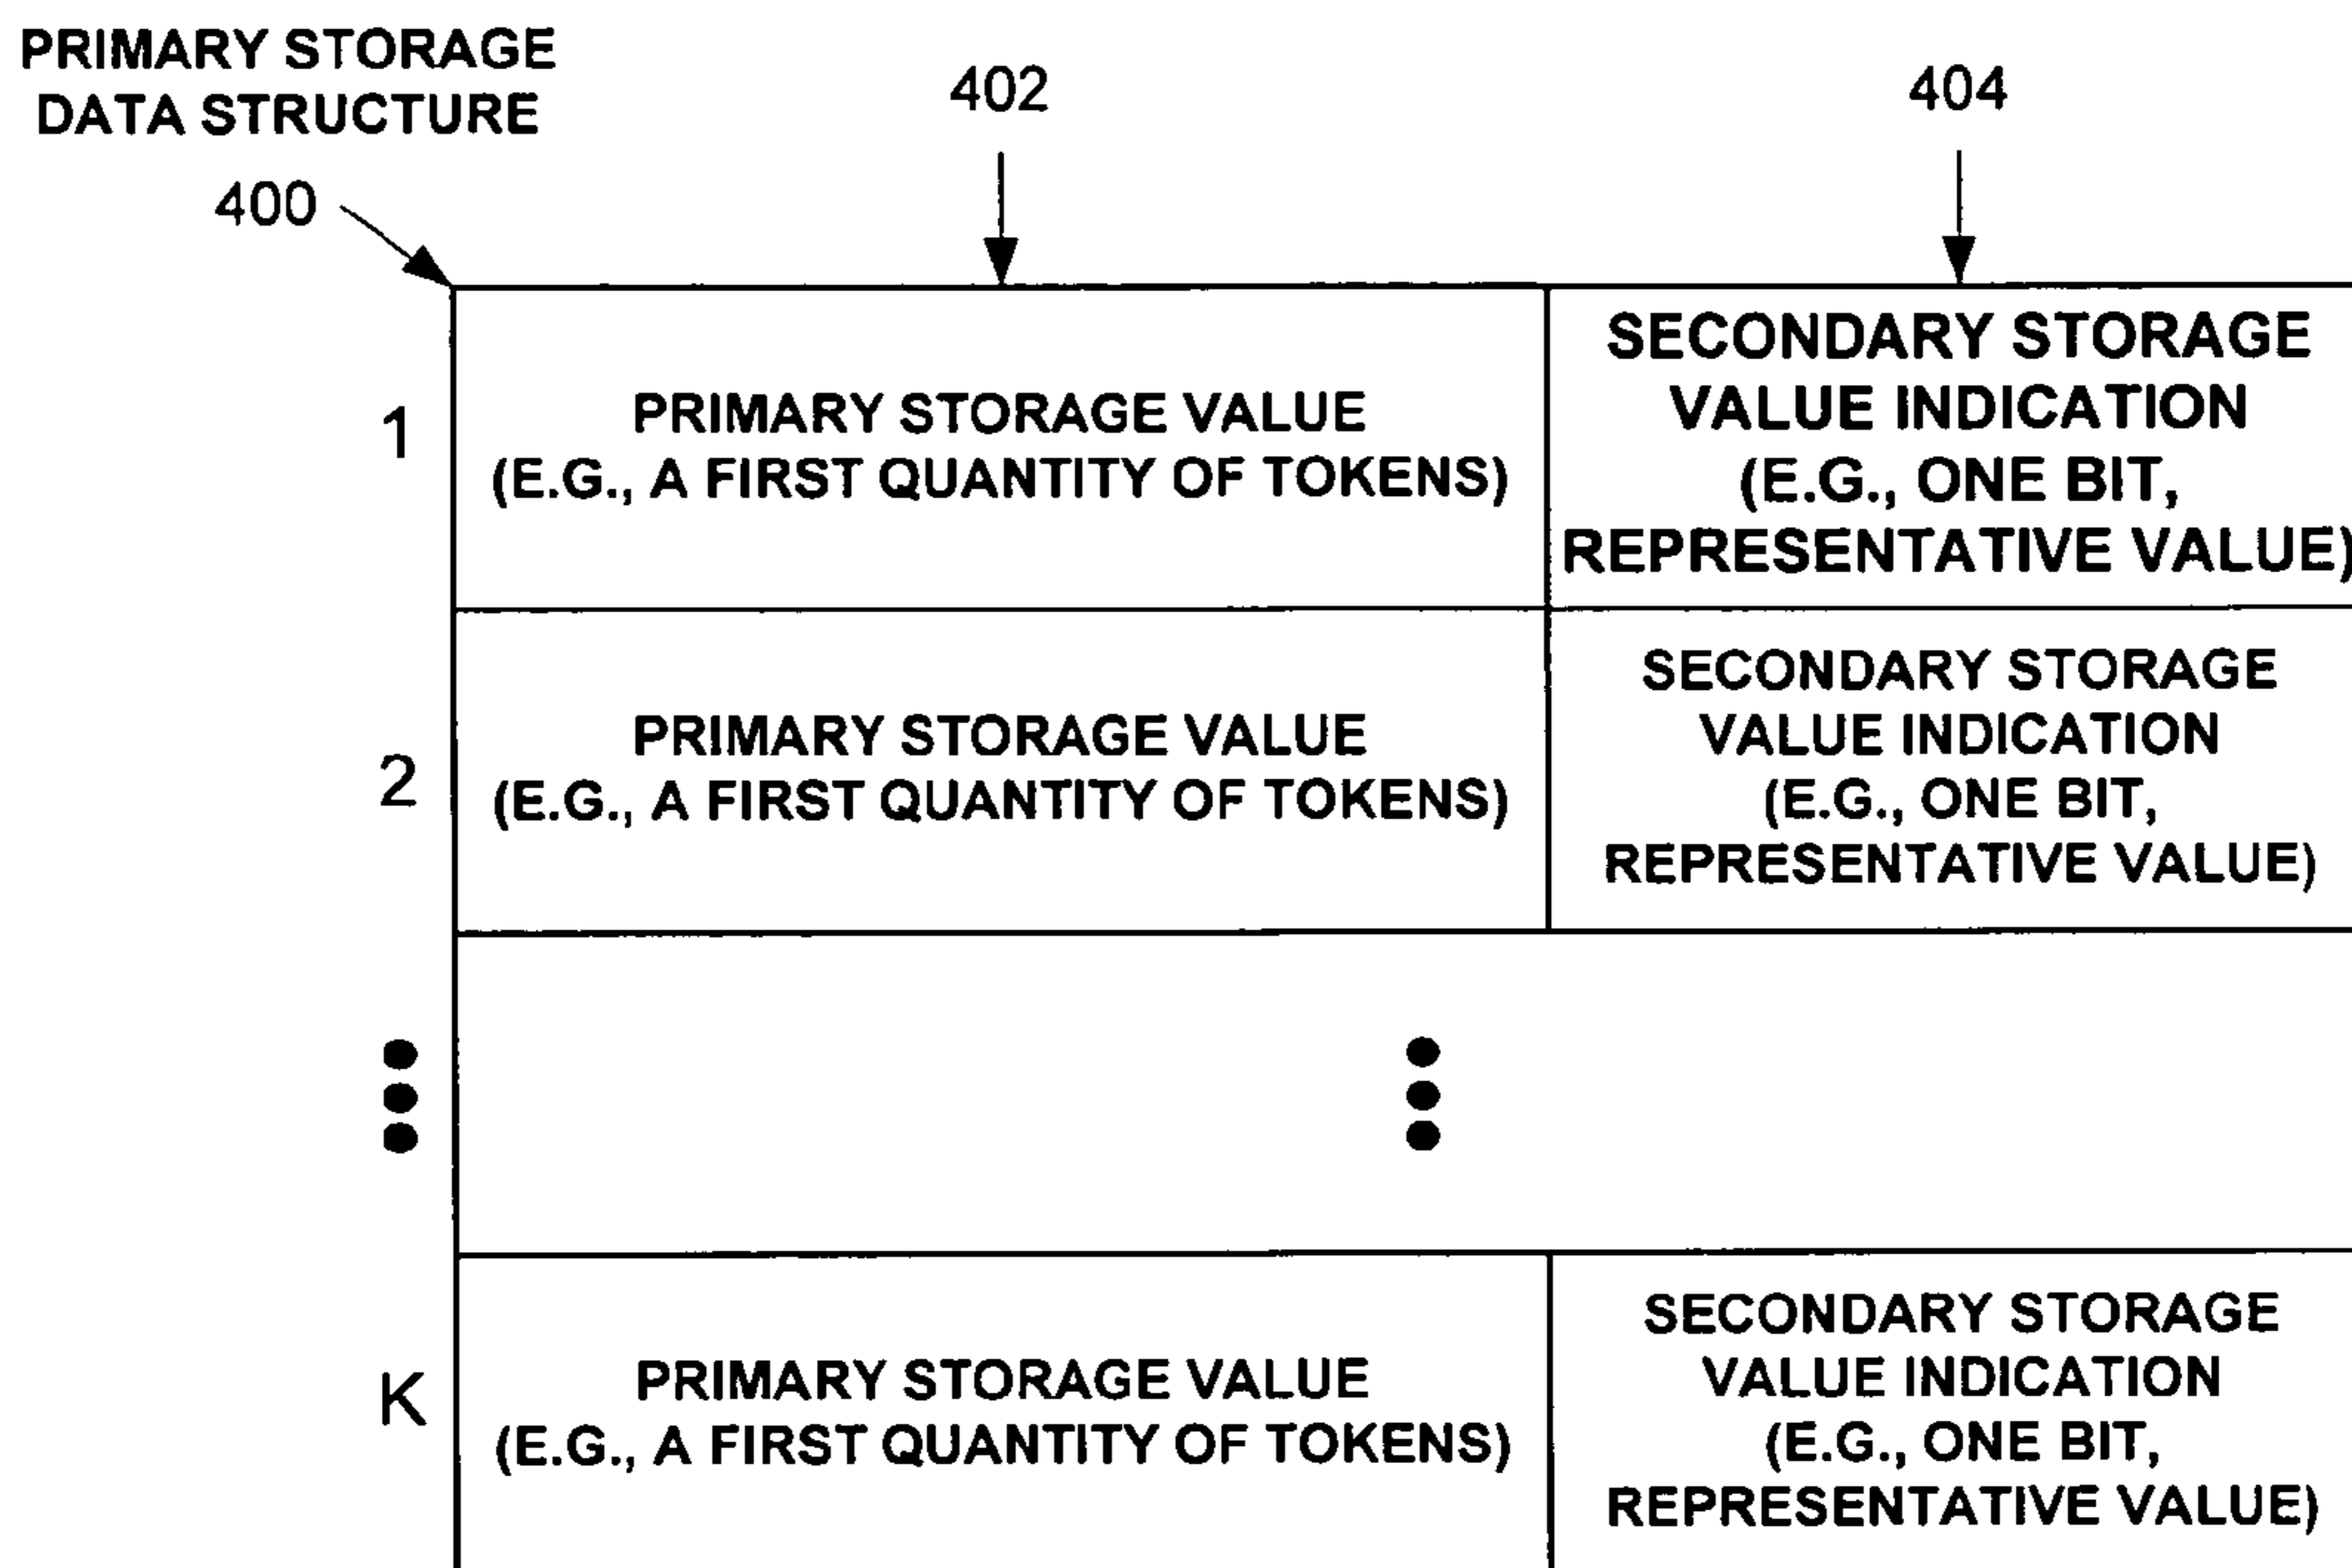 PRIMARY STORAGE
DATA STRUCTURE
400
402
404
1
PRIMARY STORAGE VALUE
(E.G., A FIRST QUANTITY OF TOKENS)
SECONDARY STORAGE
VALUE INDICATION
(E.G., ONE BIT,
REPRESENTATIVE VALUE)
2
PRIMARY STORAGE VALUE
(E.G., A FIRST QUANTITY OF TOKENS)
SECONDARY STORAGE
VALUE INDICATION
(E.G., ONE BIT,
REPRESENTATIVE VALUE)
K
PRIMARY STORAGE VALUE
(E.G., A FIRST QUANTITY OF TOKENS)
SECONDARY STORAGE
VALUE INDICATION
(E.G., ONE BIT,
REPRESENTATIVE VALUE)